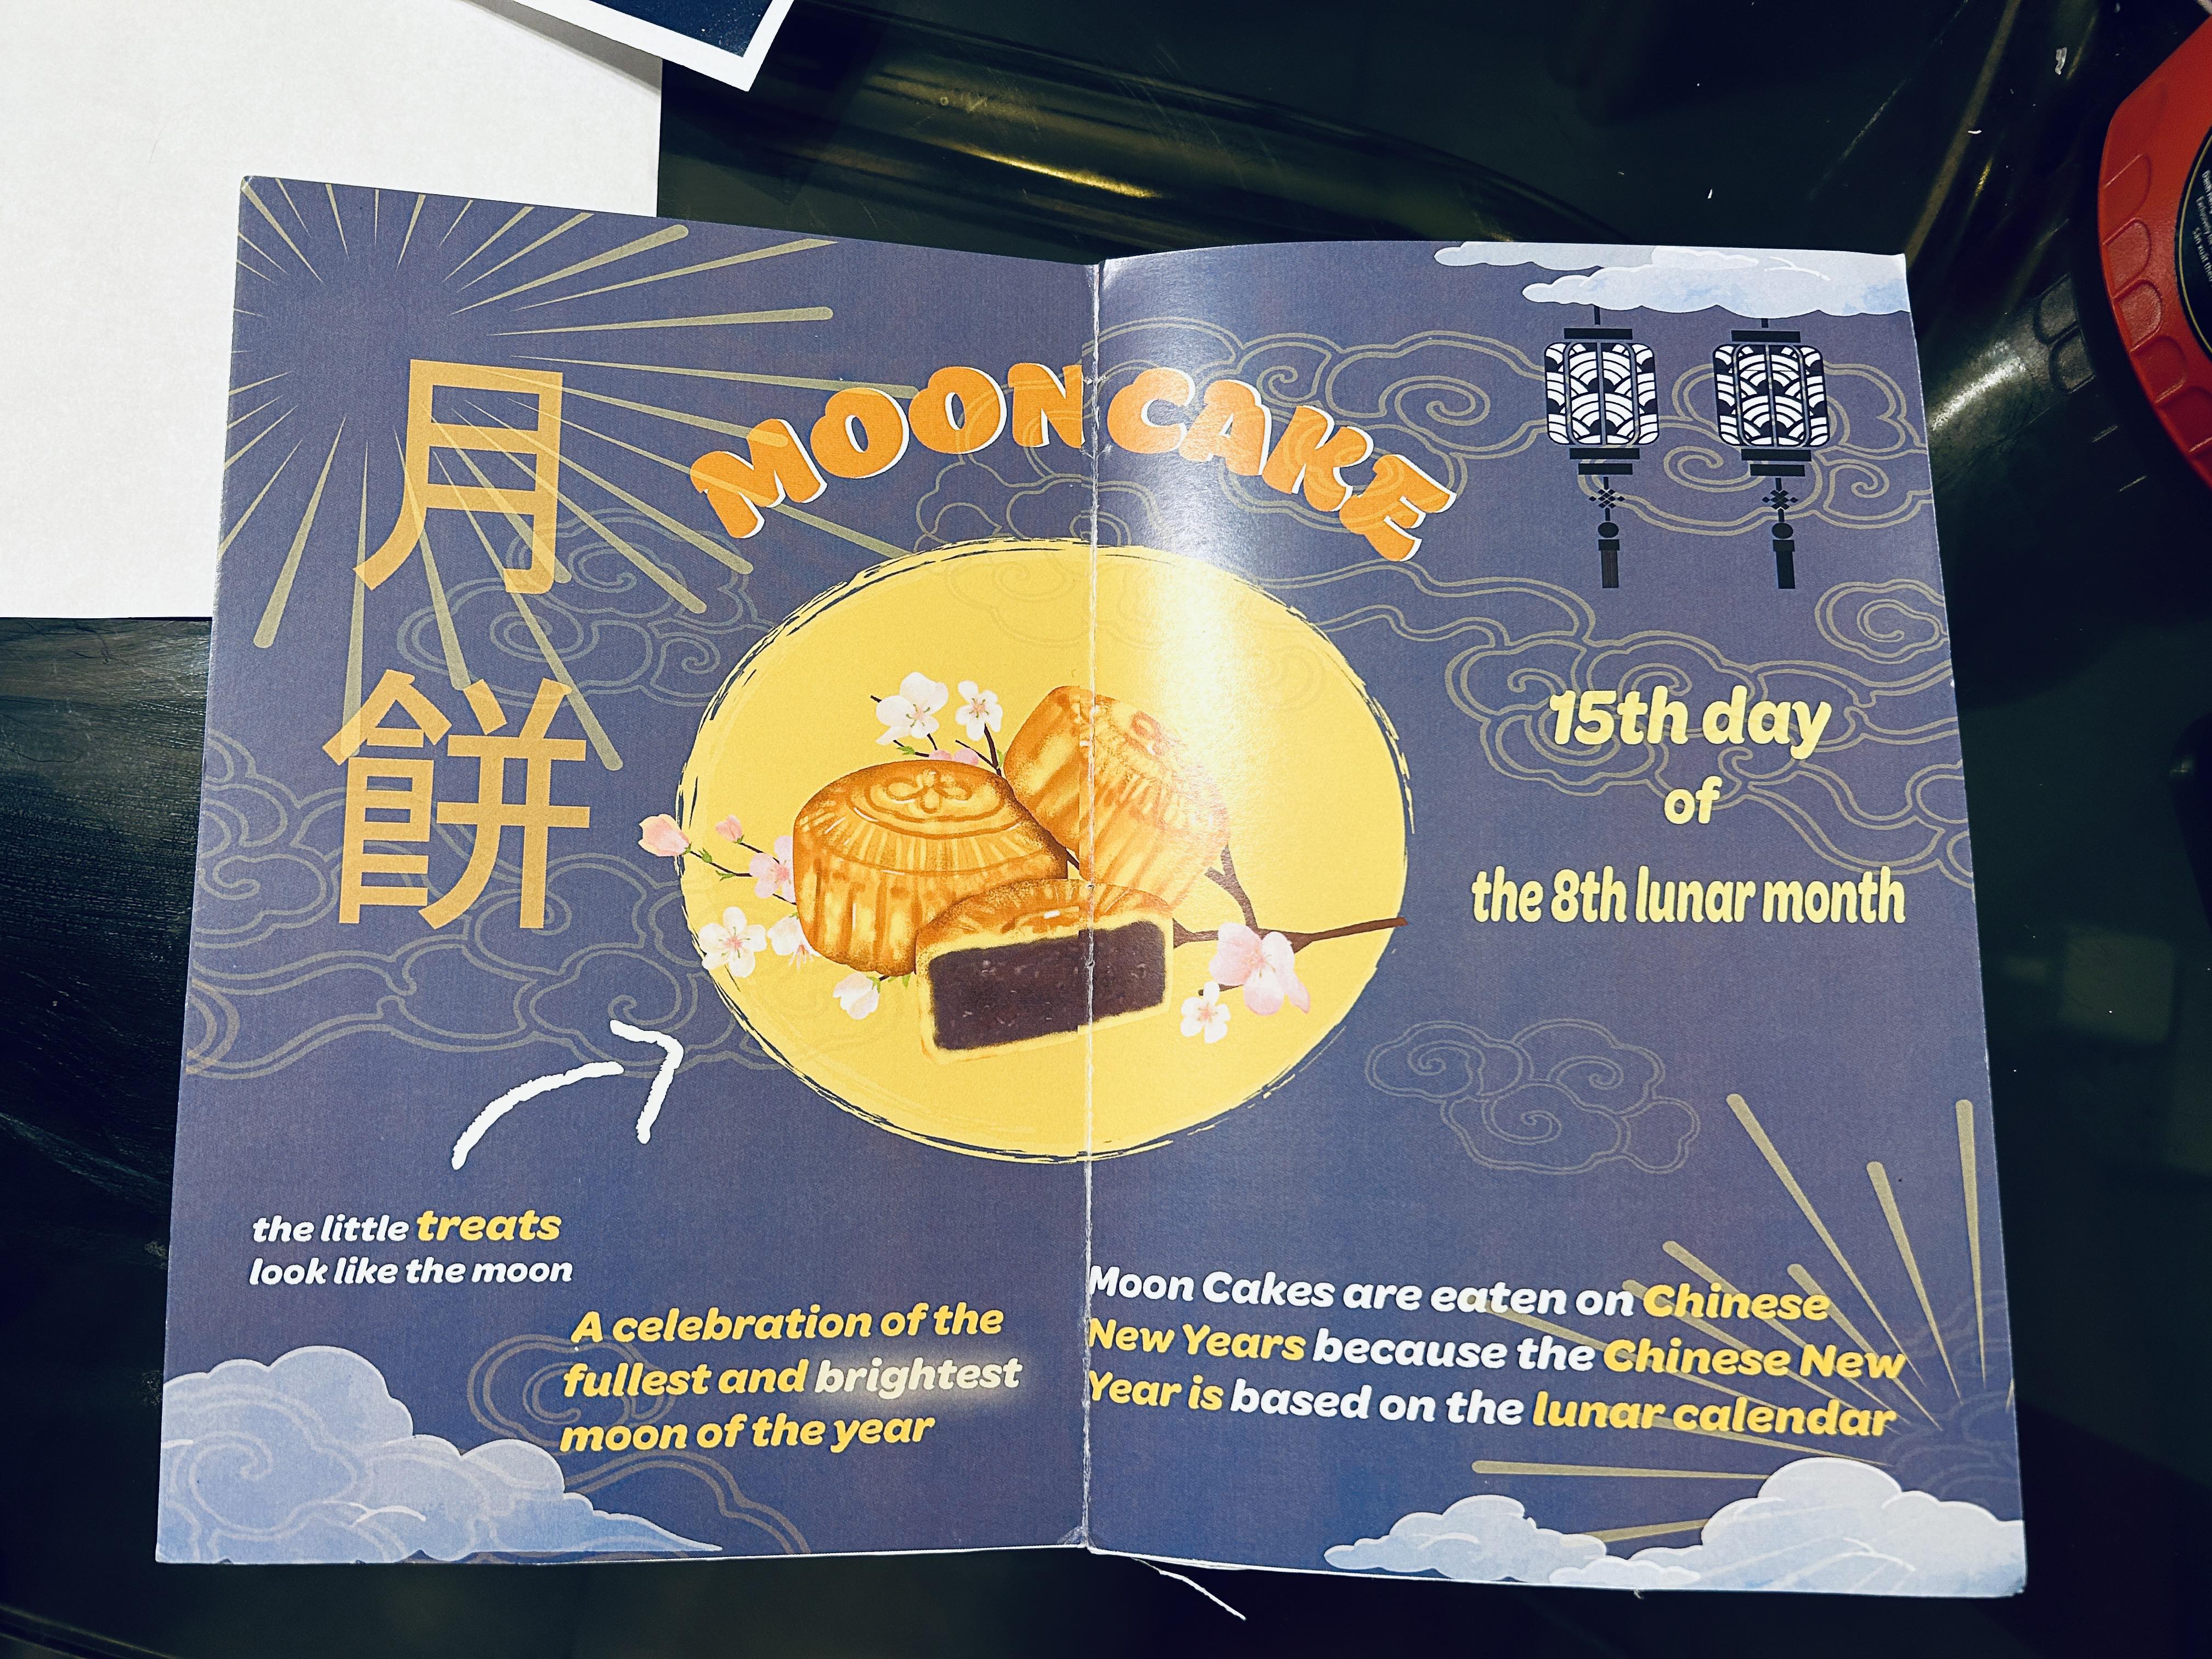 月
餅
MOON CAKE
15th day
of
the 8th lunar month
the little treats
look like the moon
A celebration of the
fullest and brightest
moon of the year
Moon Cakes are eaten on Chinese
New Years because the Chinese New
Year is based on the lunar calendar